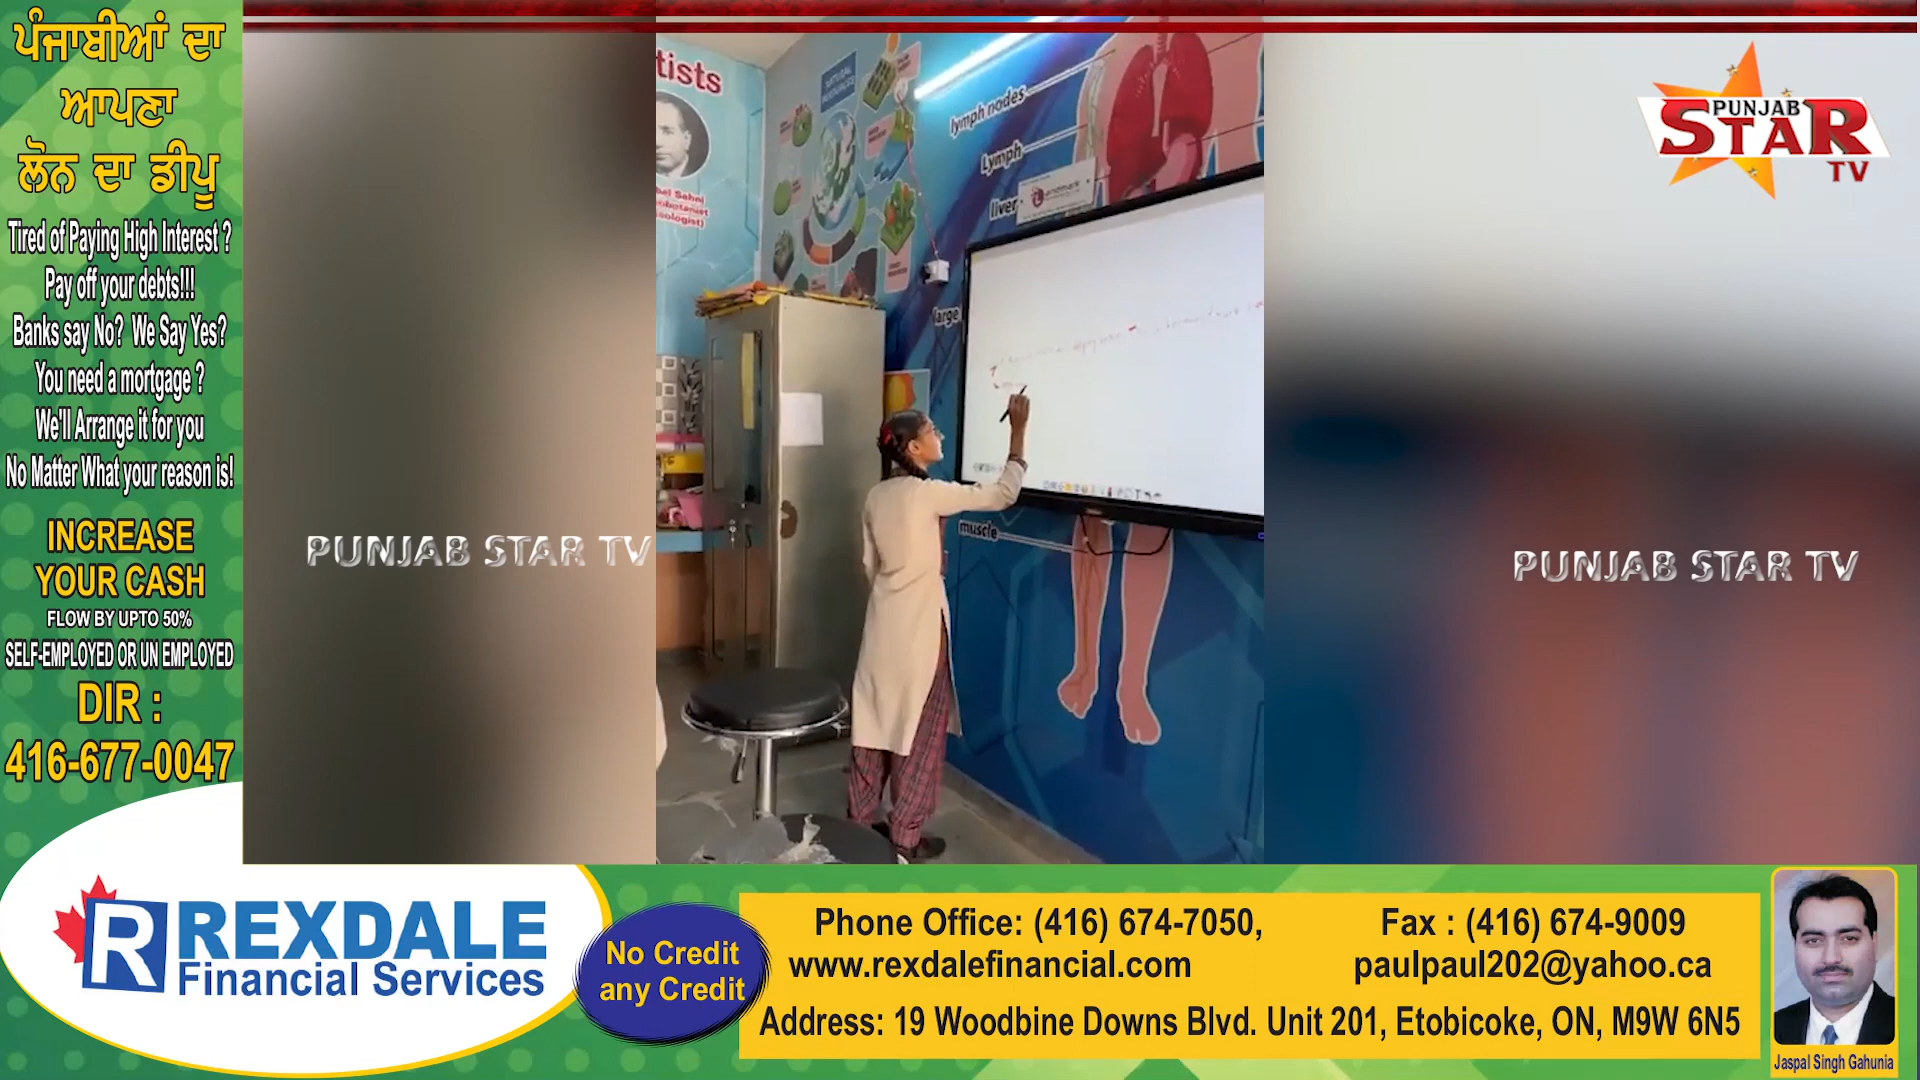 ਪੰਜਾਬੀਆਂ ਦਾ
ਆਪਣਾ
ਲੋਨ ਦਾ ਡੀਪੂ
Tired of Paying High Interest ?
Pay off your debts!!!
Banks say No? We Say Yes?
You need a mortgage ?
We'll Arrange it for you
No Matter What your reason is!
INCREASE
YOUR CASH
FLOW BY UPTO 50%
SELF-EMPLOYED OR UN EMPLOYED
DIR :
416-677-0047
PUNJAB STAR TV
tists
lymph nodes
Lymph
liver
Landmark
large
muscle
PUNJAB
STAR
TV
PUNJAB STAR TV
R REXDALE
Financial Services
No Credit
any Credit
Phone Office: (416) 674-7050,
Fax : (416) 674-9009
www.rexdalefinancial.com
paulpaul202@yahoo.ca
Address: 19 Woodbine Downs Blvd. Unit 201, Etobicoke, ON, M9W 6N5
Jaspal Singh Gahunia